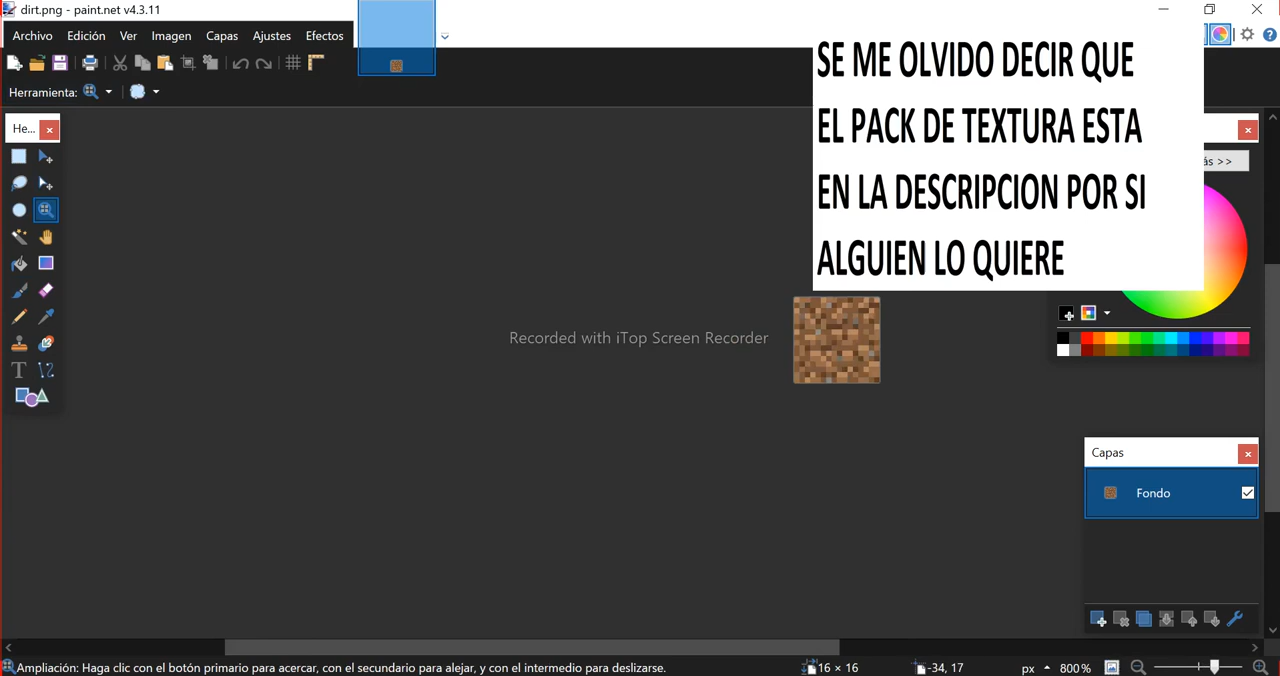 dirt.png - paint.net v4.3.11
Archivo Edición Ver Imagen Capas Ajustes Efectos
Herramienta:
He...
SE ME OLVIDO DECIR QUE
EL PACK DE TEXTURA ESTA
EN LA DESCRIPCION POR SI
ALGUIEN LO QUIERE
ás >>
Recorded with iTop Screen Recorder
Capas
Fondo
Ampliación: Haga clic con el botón primario para acercar, con el secundario para alejar, y con el intermedio para deslizarse.
16 × 16
-34, 17
px
800%